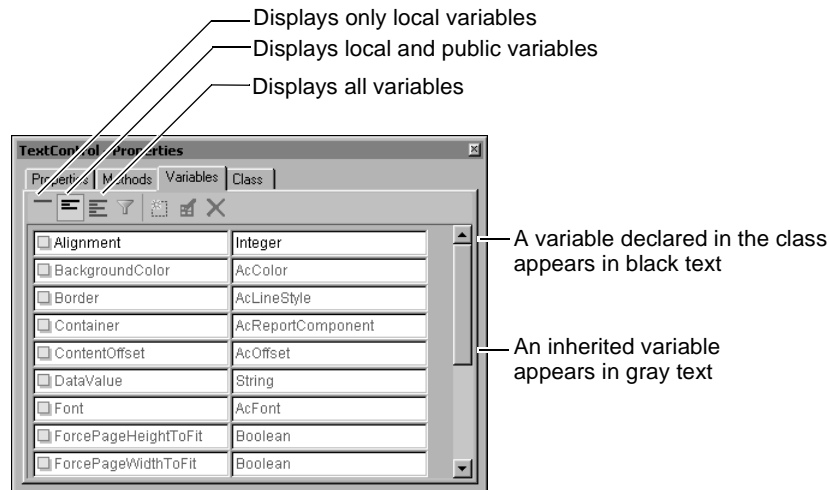 Displays only local variables
Displays local and public variables
Displays all variables
TextControl - Properties
Properties Methods Variables Class
Alignment Integer
BackgroundColor AcColor
Border AcLineStyle
Container AcReportComponent
ContentOffset AcOffset
DataValue String
Font AcFont
ForcePageHeightToFit Boolean
ForcePageWidthToFit Boolean
A variable declared in the class
appears in black text
An inherited variable
appears in gray text